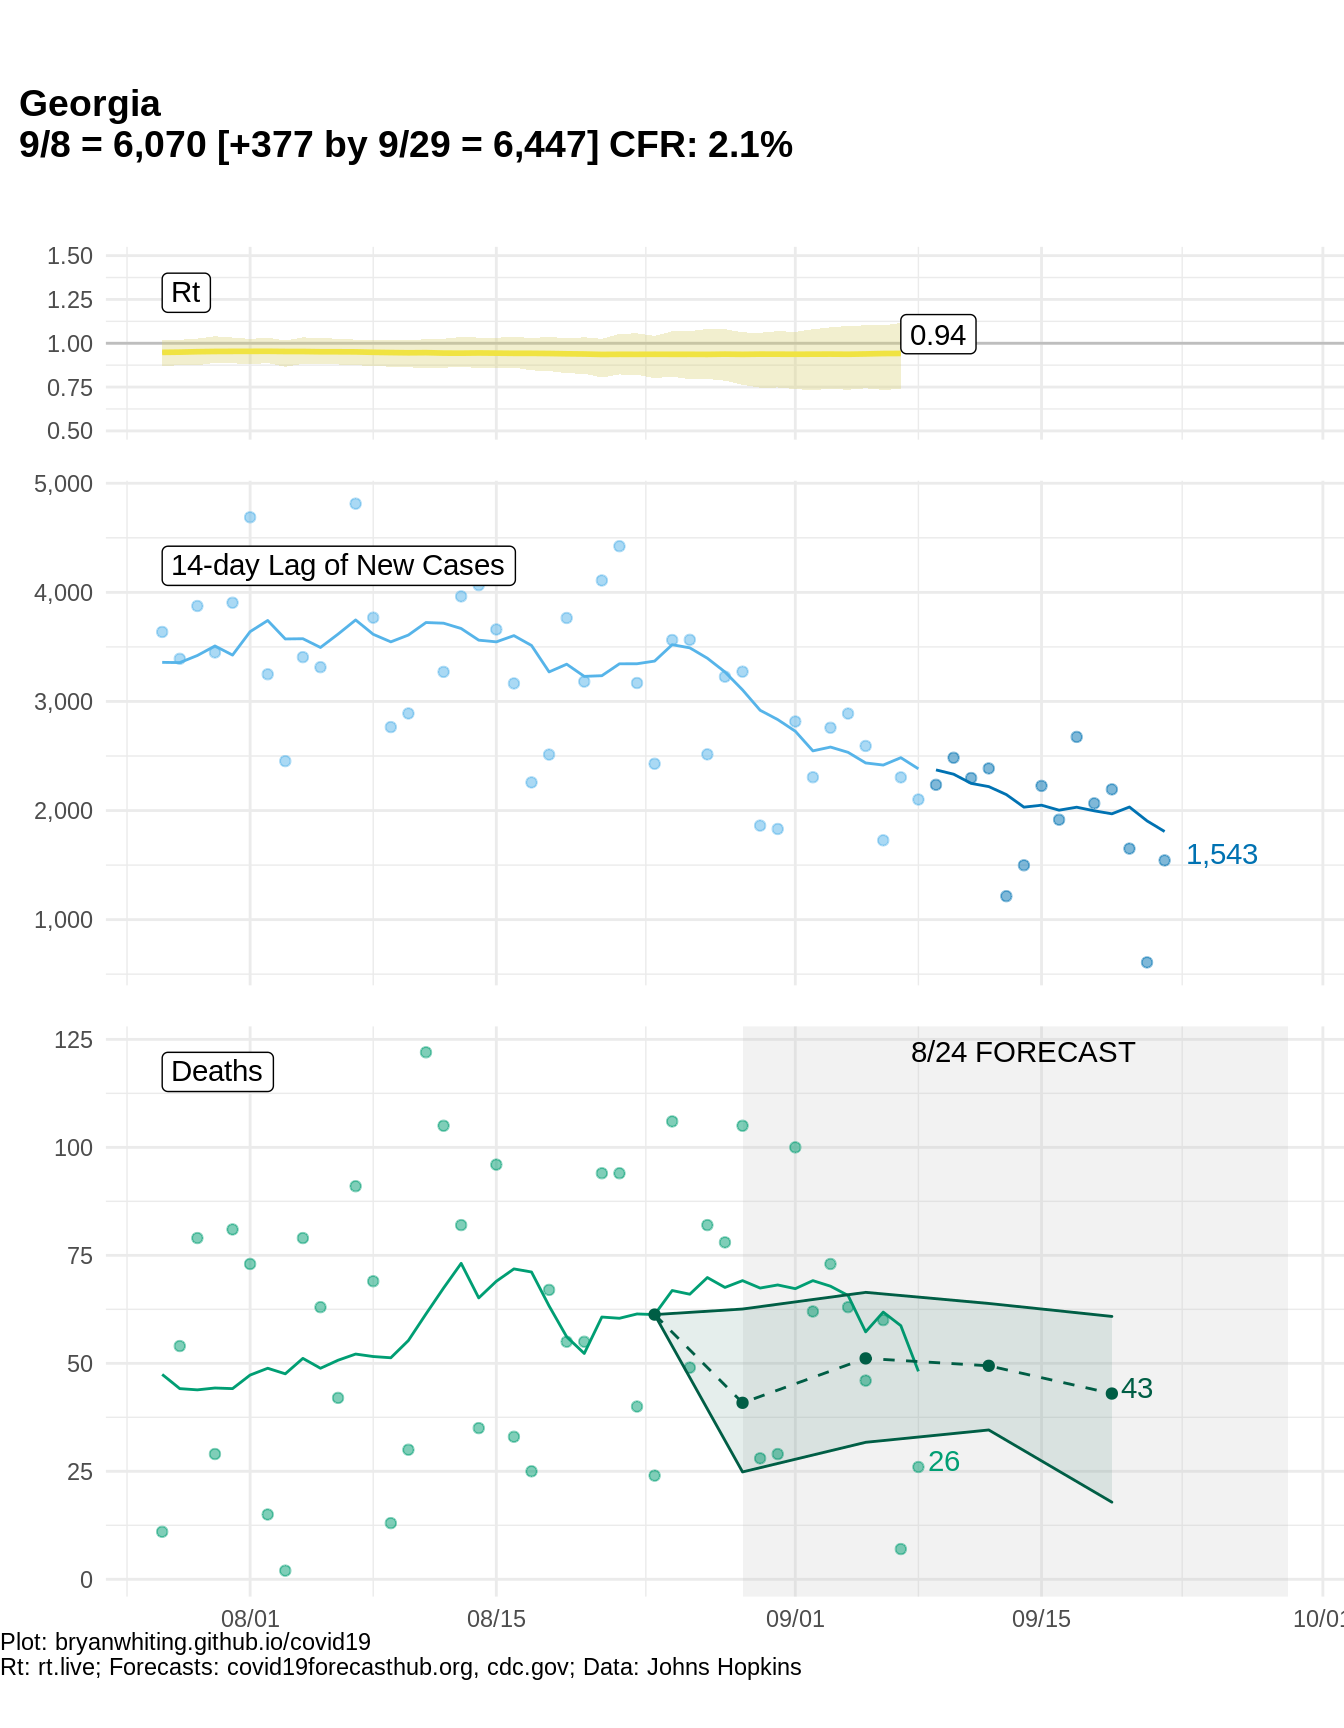 Georgia
9/8 = 6,070 [+377 by 9/29 = 6,447] CFR: 2.1%
1.50
Rt
1.25
1.00
0.94
0.75
0.50
5,000
14-day Lag of New Cases
4,000
3,000
2,000
1,543
1,000
125
8/24 FORECAST
Deaths
100
75
50
43
26
25
0
08/01 08/15 09/01 09/15 10/01
Plot: bryanwhiting.github.io/covid19
Rt: rt.live; Forecasts: covid19forecasthub.org, cdc.gov; Data: Johns Hopkins